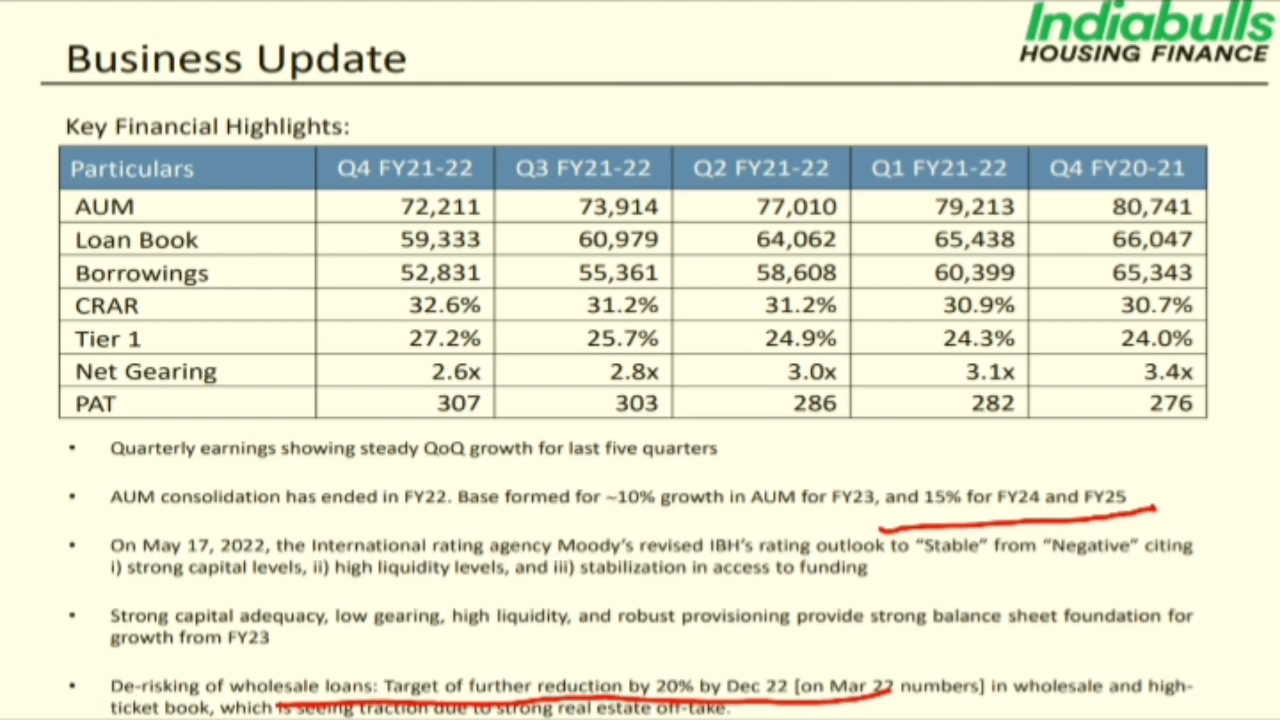 Indiabulls
HOUSING FINANCE
Business Update
Key Financial Highlights:
Particulars Q4 FY21-22 Q3 FY21-22 Q2 FY21-22 Q1 FY21-22 Q4 FY20-21
AUM 72,211 73,914 77,010 79,213 80,741
Loan Book 59,333 60,979 64,062 65,438 66,047
Borrowings 52,831 55,361 58,608 60,399 65,343
CRAR 32.6% 31.2% 31.2% 30.9% 30.7%
Tier 1 27.2% 25.7% 24.9% 24.3% 24.0%
Net Gearing 2.6x 2.8x 3.0x 3.1x 3.4x
PAT 307 303 286 282 276
• Quarterly earnings showing steady QoQ growth for last five quarters
• AUM consolidation has ended in FY22. Base formed for ~10% growth in AUM for FY23, and 15% for FY24 and FY25
• On May 17, 2022, the International rating agency Moody's revised IBH's rating outlook to "Stable" from "Negative" citing
i) strong capital levels, ii) high liquidity levels, and iii) stabilization in access to funding
• Strong capital adequacy, low gearing, high liquidity, and robust provisioning provide strong balance sheet foundation for
growth from FY23
• De-risking of wholesale loans: Target of further reduction by 20% by Dec 22 [on Mar 22 numbers] in wholesale and high-
ticket book, which is seeing traction due to strong real estate off-take.